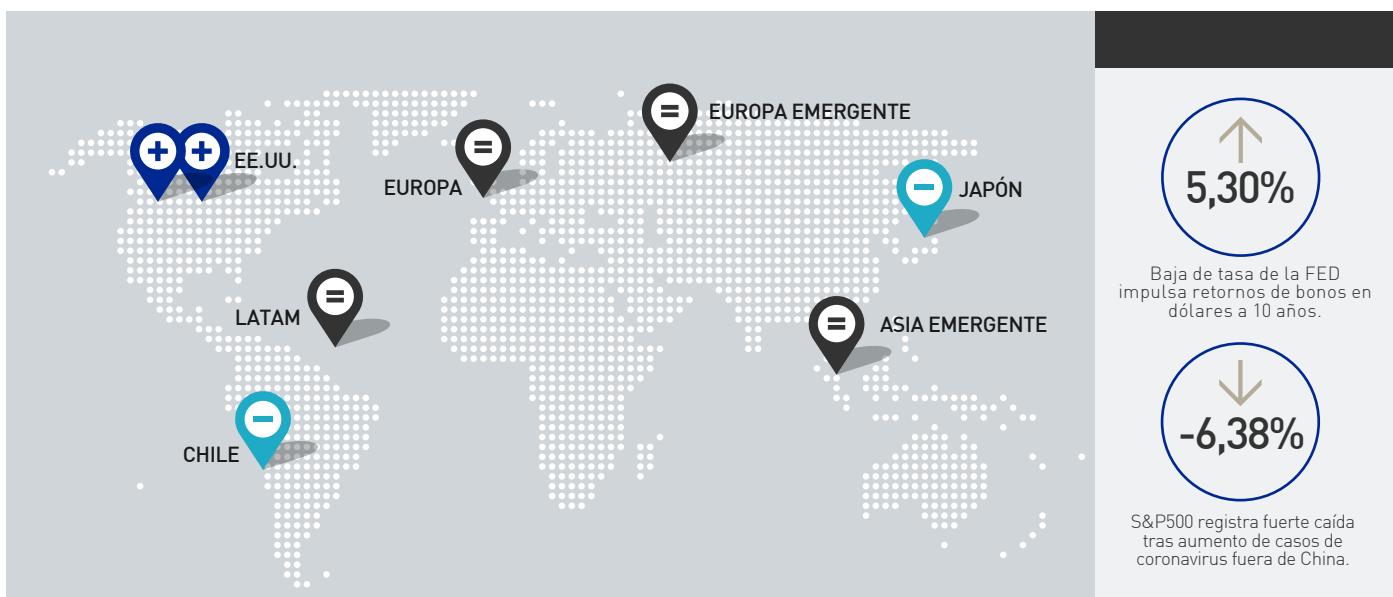 EUROPA EMERGENTE
EE.UU.
EUROPA
JAPÓN
LATAM
ASIA EMERGENTE
CHILE
5,30%
Baja de tasa de la FED
impulsa retornos de bonos en
dólares a 10 años.
-6,38%
S&P500 registra fuerte caída
tras aumento de casos de
coronavirus fuera de China.